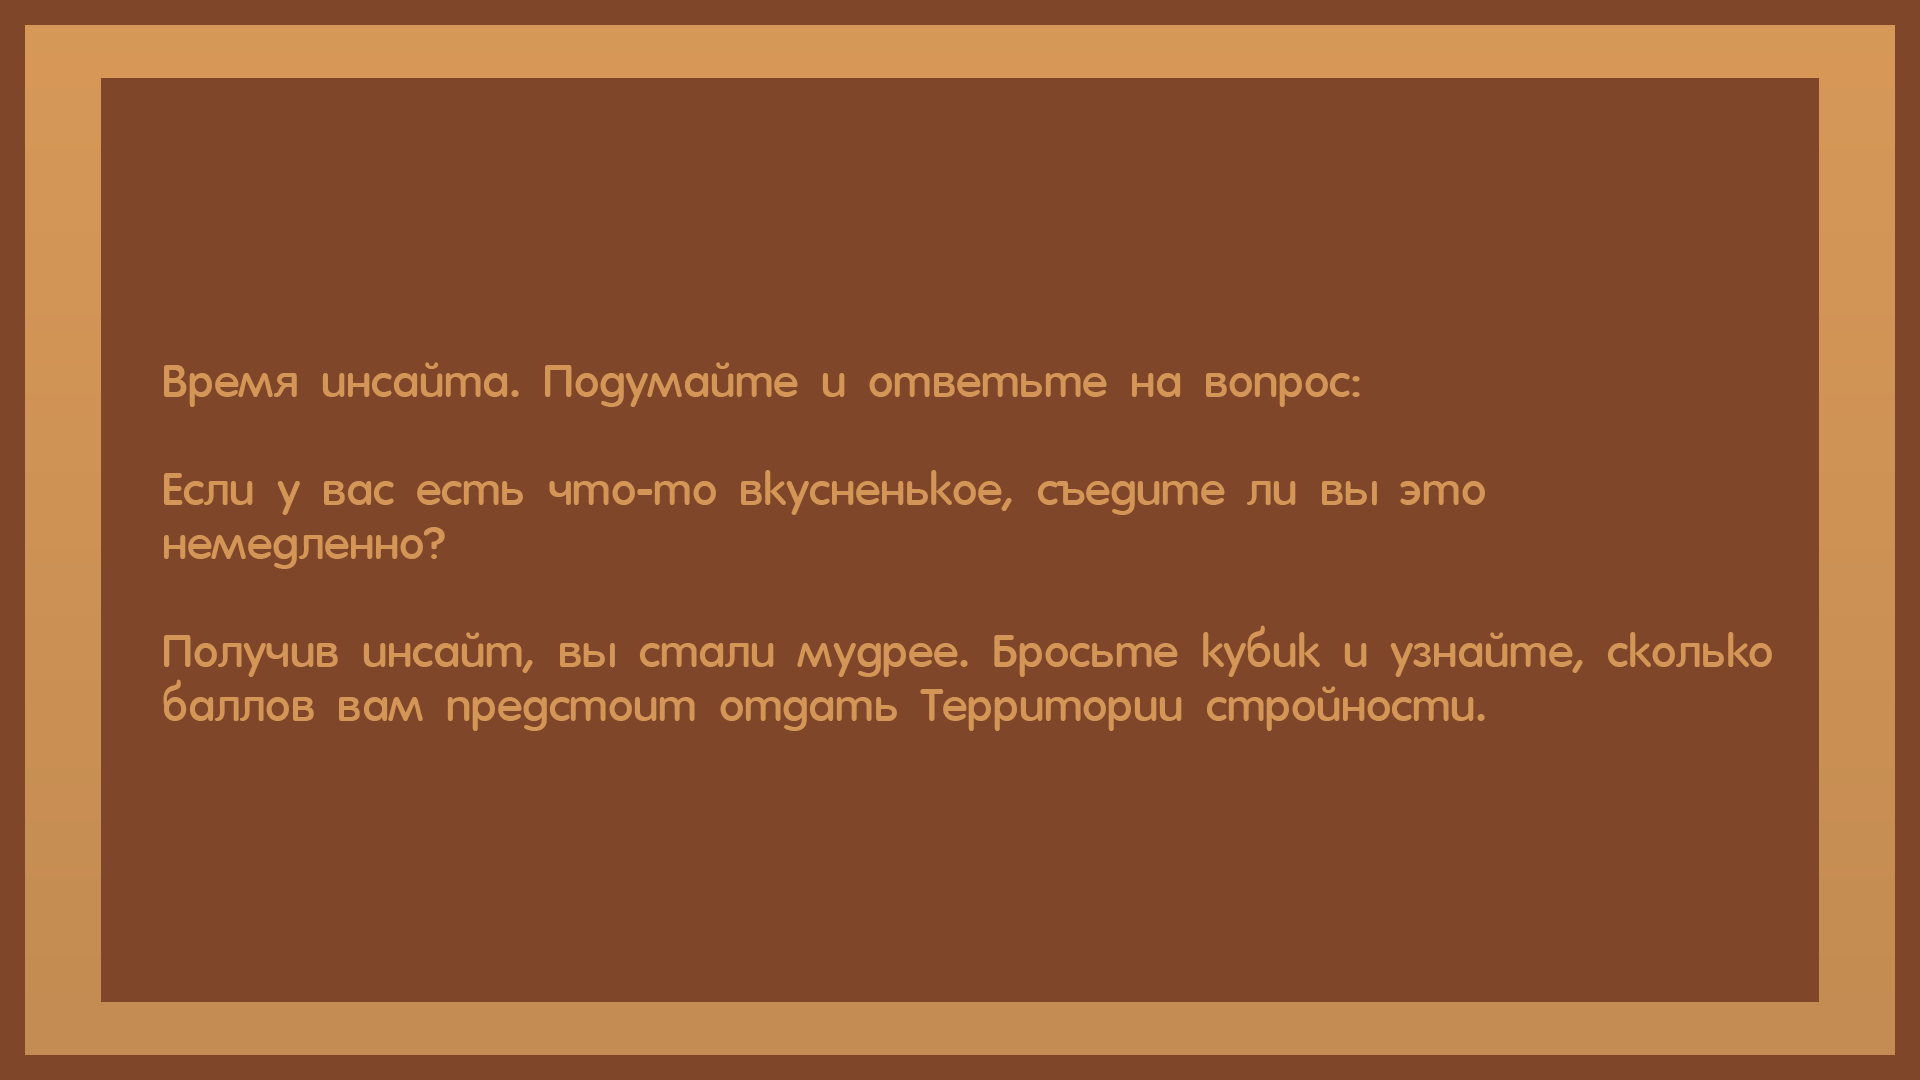 Время инсайта. Подумайте и ответьте на вопрос:
Если у вас есть что-то вкусненькое, съедите ли вы это
немедленно?
Получив инсайт, вы стали мудрее. Бросьте кубик и узнайте, сколько
баллов вам предстоит отдать Территории стройности.